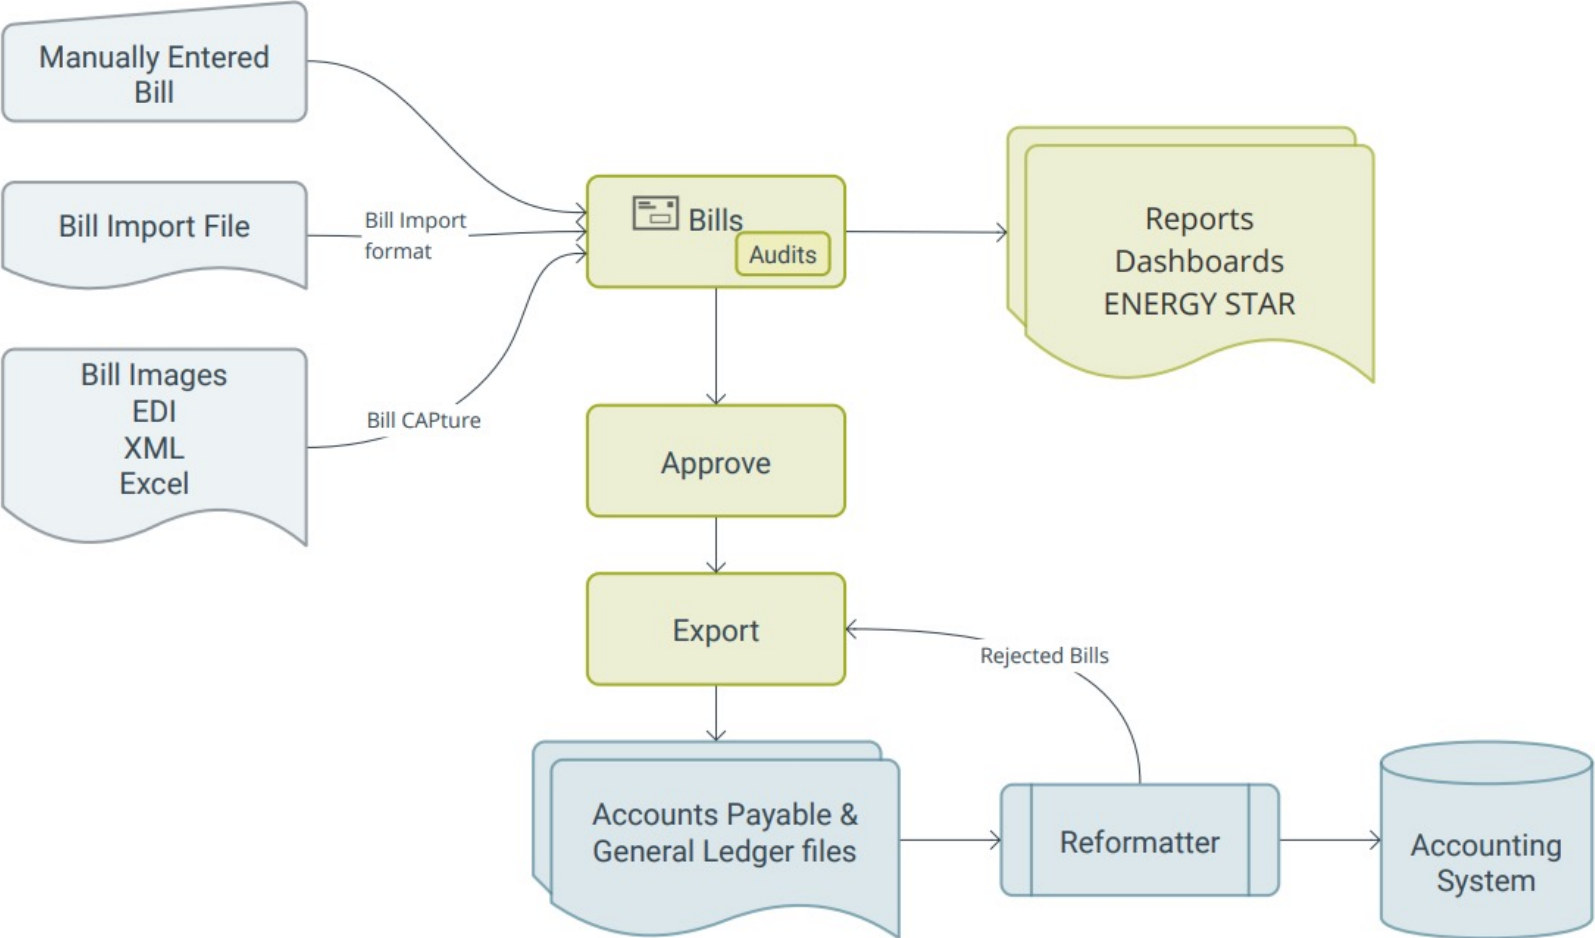 Manually Entered
Bill
Bill Import File
Bill Import
format
Bill Images
EDI
XML
Excel
Bill CAPture
Bills
Audits
Reports
Dashboards
ENERGY STAR
Approve
Export
Rejected Bills
Accounts Payable &
General Ledger files
Reformatter
Accounting
System